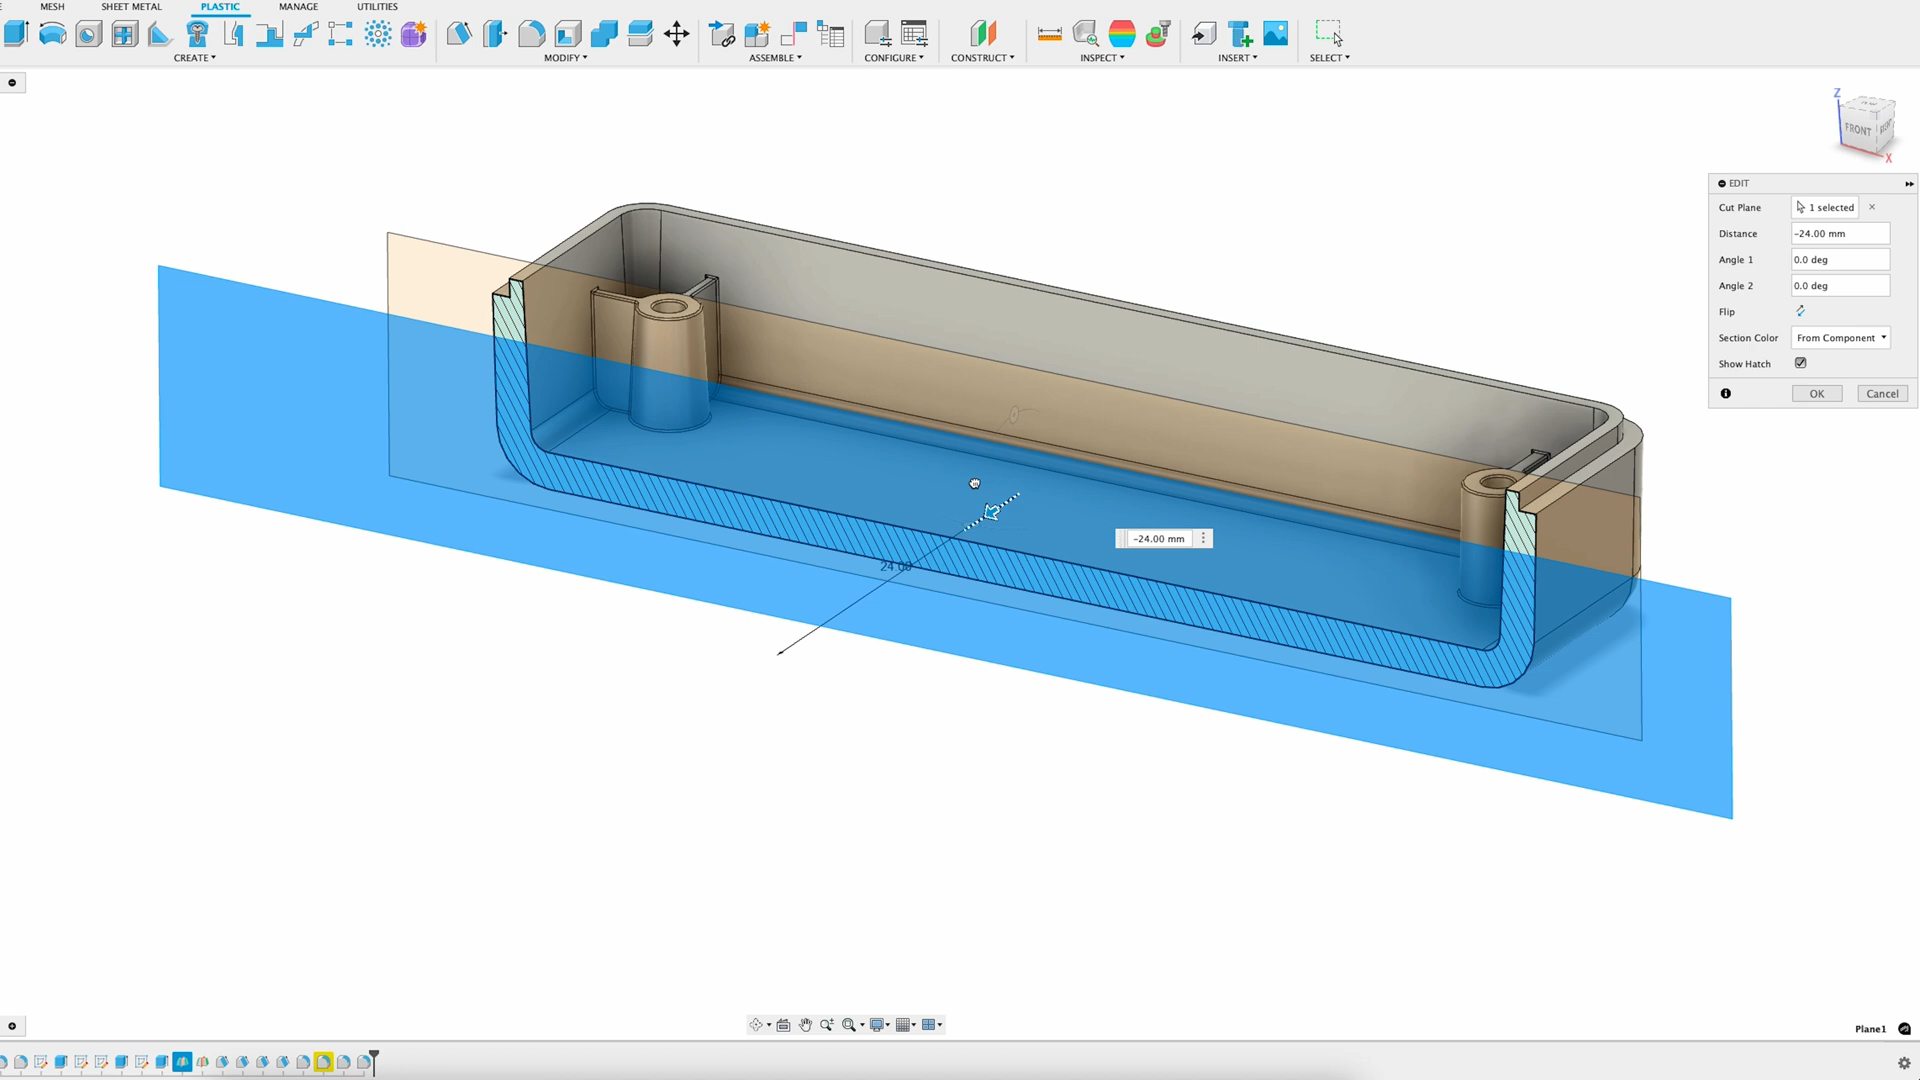 MESH SHEET METAL PLASTIC MANAGE UTILITIES
CREATE MODIFY ASSEMBLE CONFIGURE CONSTRUCT INSPECT INSERT SELECT
Z
FRONT RIGHT
X
EDIT
Cut Plane 1 selected
Distance -24.00 mm
Angle 1 0.0 deg
Angle 2 0.0 deg
Flip
Section Color From Component
Show Hatch
OK Cancel
-24.00 mm
24.00
Plane1